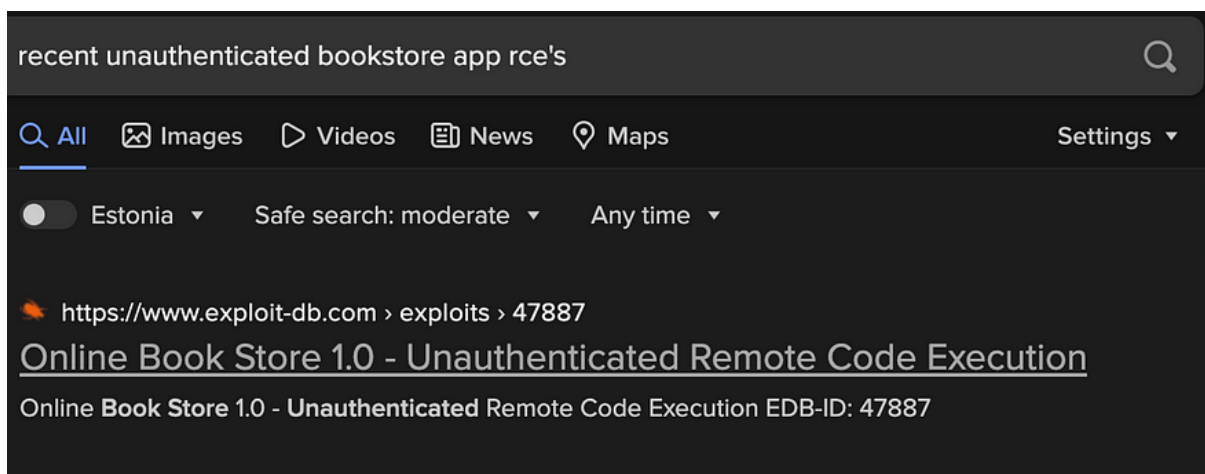 recent unauthenticated bookstore app rce's
All Images Videos News Maps Settings
Estonia Safe search: moderate Any time
https://www.exploit-db.com › exploits › 47887
Online Book Store 1.0 - Unauthenticated Remote Code Execution
Online Book Store 1.0 - Unauthenticated Remote Code Execution EDB-ID: 47887